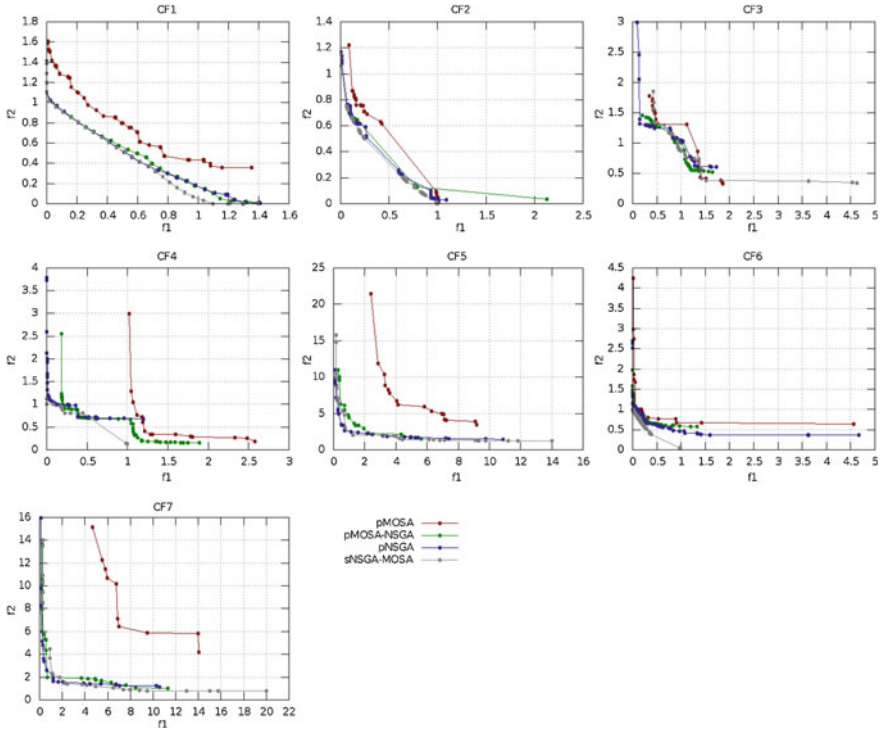 CF1
1.8
1.6
1.4
1.2
1
0.8
0.6
0.4
0.2
0
f2
0 0.2 0.4 0.6 0.8 1 1.2 1.4 1.6
f1
CF2
1.4
1.2
1
0.8
0.6
0.4
0.2
0
f2
0 0.5 1 1.5 2 2.5
f1
CF3
3
2.5
2
1.5
1
0.5
0
f2
0 0.5 1 1.5 2 2.5 3 3.5 4 4.5 5
f1
CF4
4
3.5
3
2.5
2
1.5
1
0.5
0
f2
0 0.5 1 1.5 2 2.5 3
f1
CF5
25
20
15
10
5
0
f2
0 2 4 6 8 10 12 14 16
f1
CF6
4.5
4
3.5
3
2.5
2
1.5
1
0.5
0
f2
0 0.5 1 1.5 2 2.5 3 3.5 4 4.5 5
f1
CF7
16
14
12
10
8
6
4
2
0
f2
0 2 4 6 8 10 12 14 16 18 20 22
f1
pMOSA
pMOSA-NSGA
pNSGA
sNSGA-MOSA